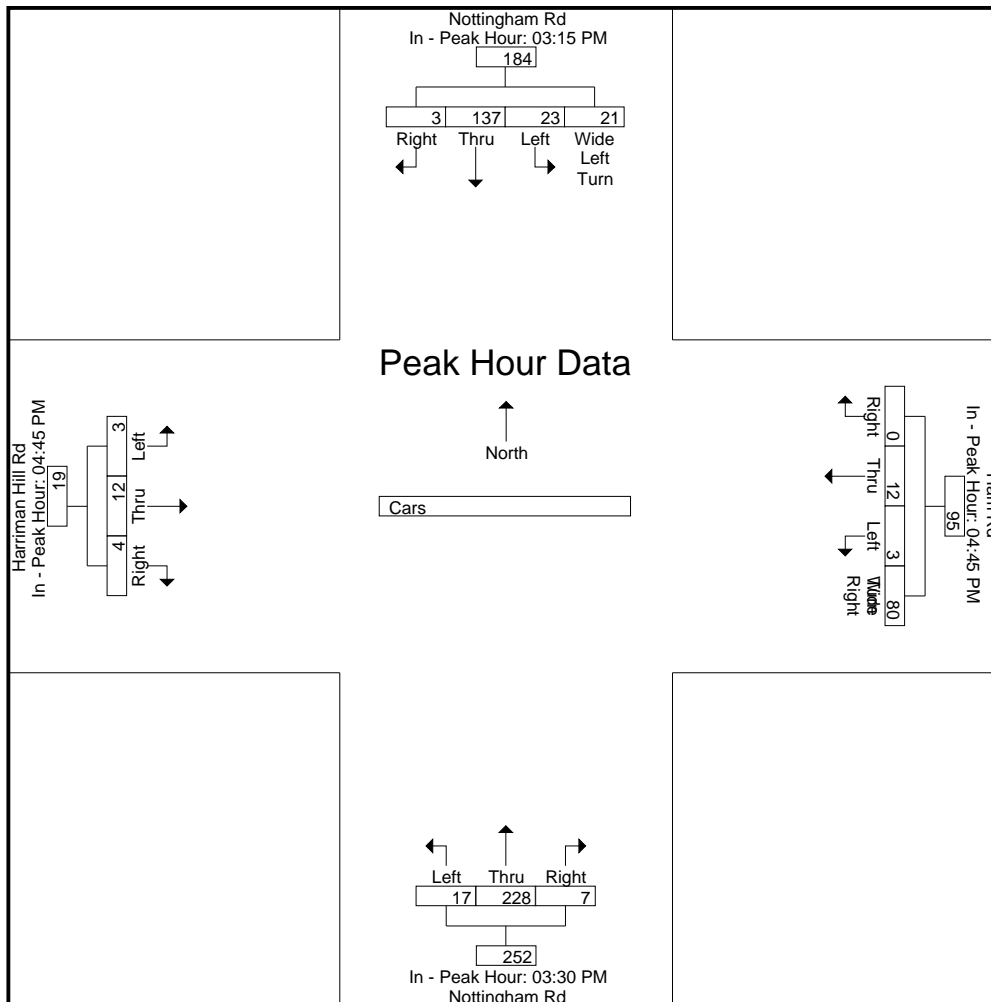 Nottingham Rd
In - Peak Hour: 03:15 PM
184
3 137 23 21
Right Thru Left Wide
Left
Turn
Peak Hour Data
North
Cars
Harriman Hill Rd
In - Peak Hour: 04:45 PM
19
3 12 4
Left Thru Right
In - Peak Hour: 04:45 PM
95
0 12 3 80
Right Thru Left Wide
Turn
Right
Left Thru Right
17 228 7
252
In - Peak Hour: 03:30 PM
Nottingham Rd